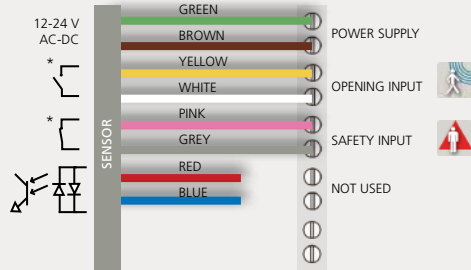 12-24 V
AC-DC
*
*
SENSOR
GREEN
BROWN
YELLOW
WHITE
PINK
GREY
RED
BLUE
POWER SUPPLY
OPENING INPUT
SAFETY INPUT
NOT USED